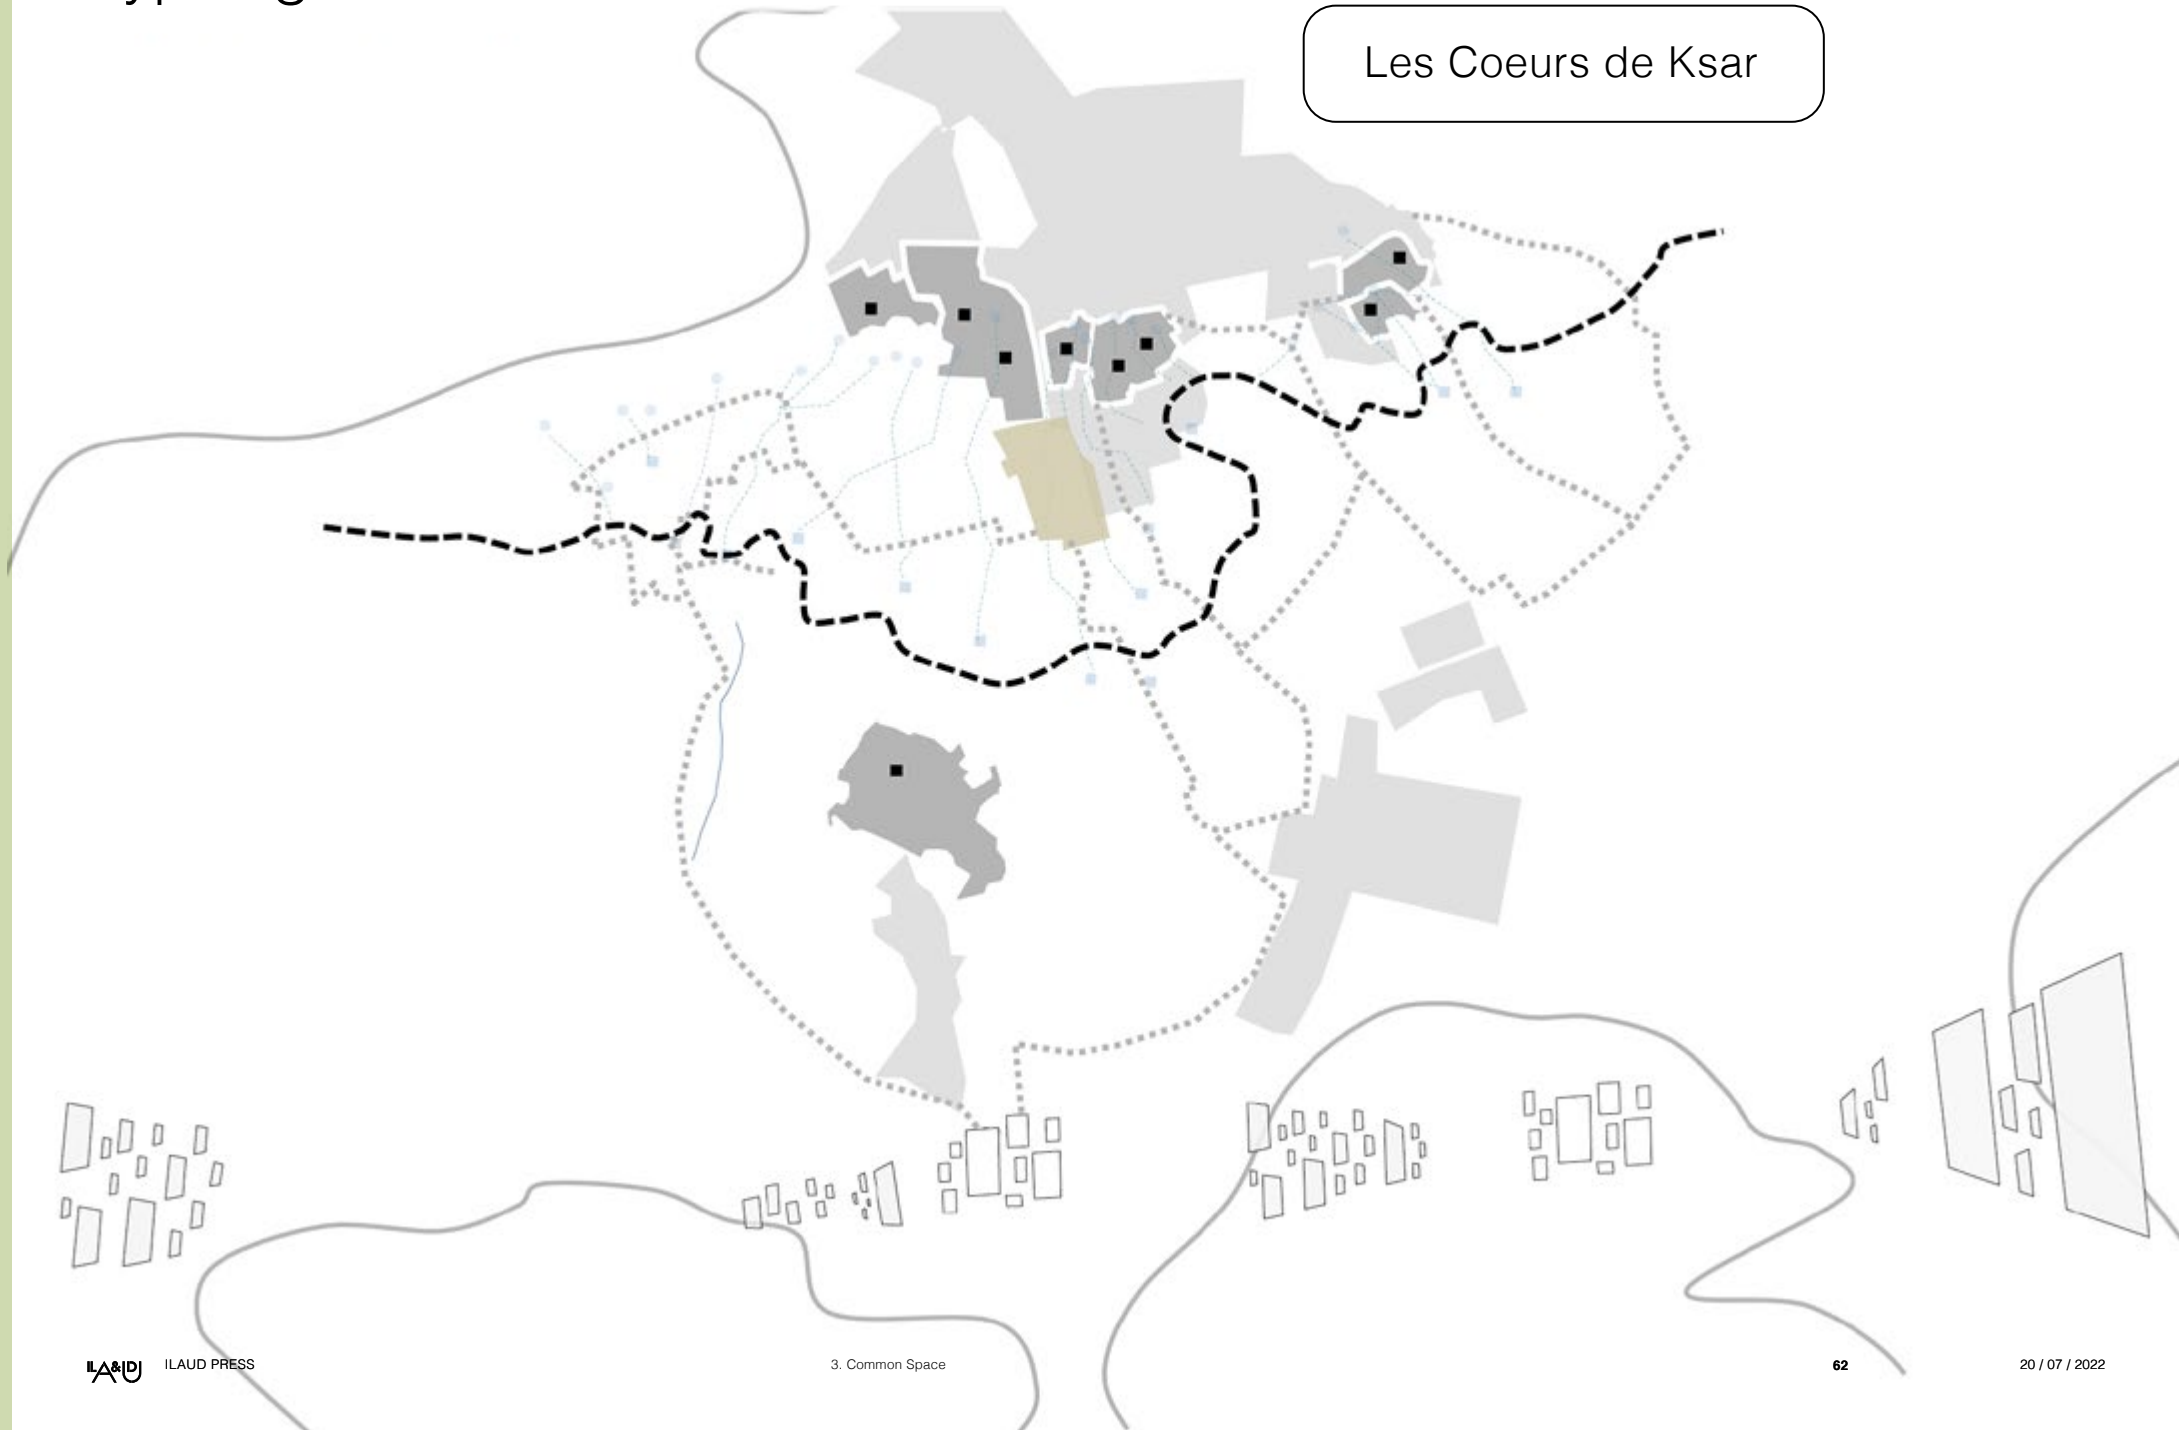 Les Coeurs de Ksar
ILAUD PRESS
3. Common Space
62
20 / 07 / 2022